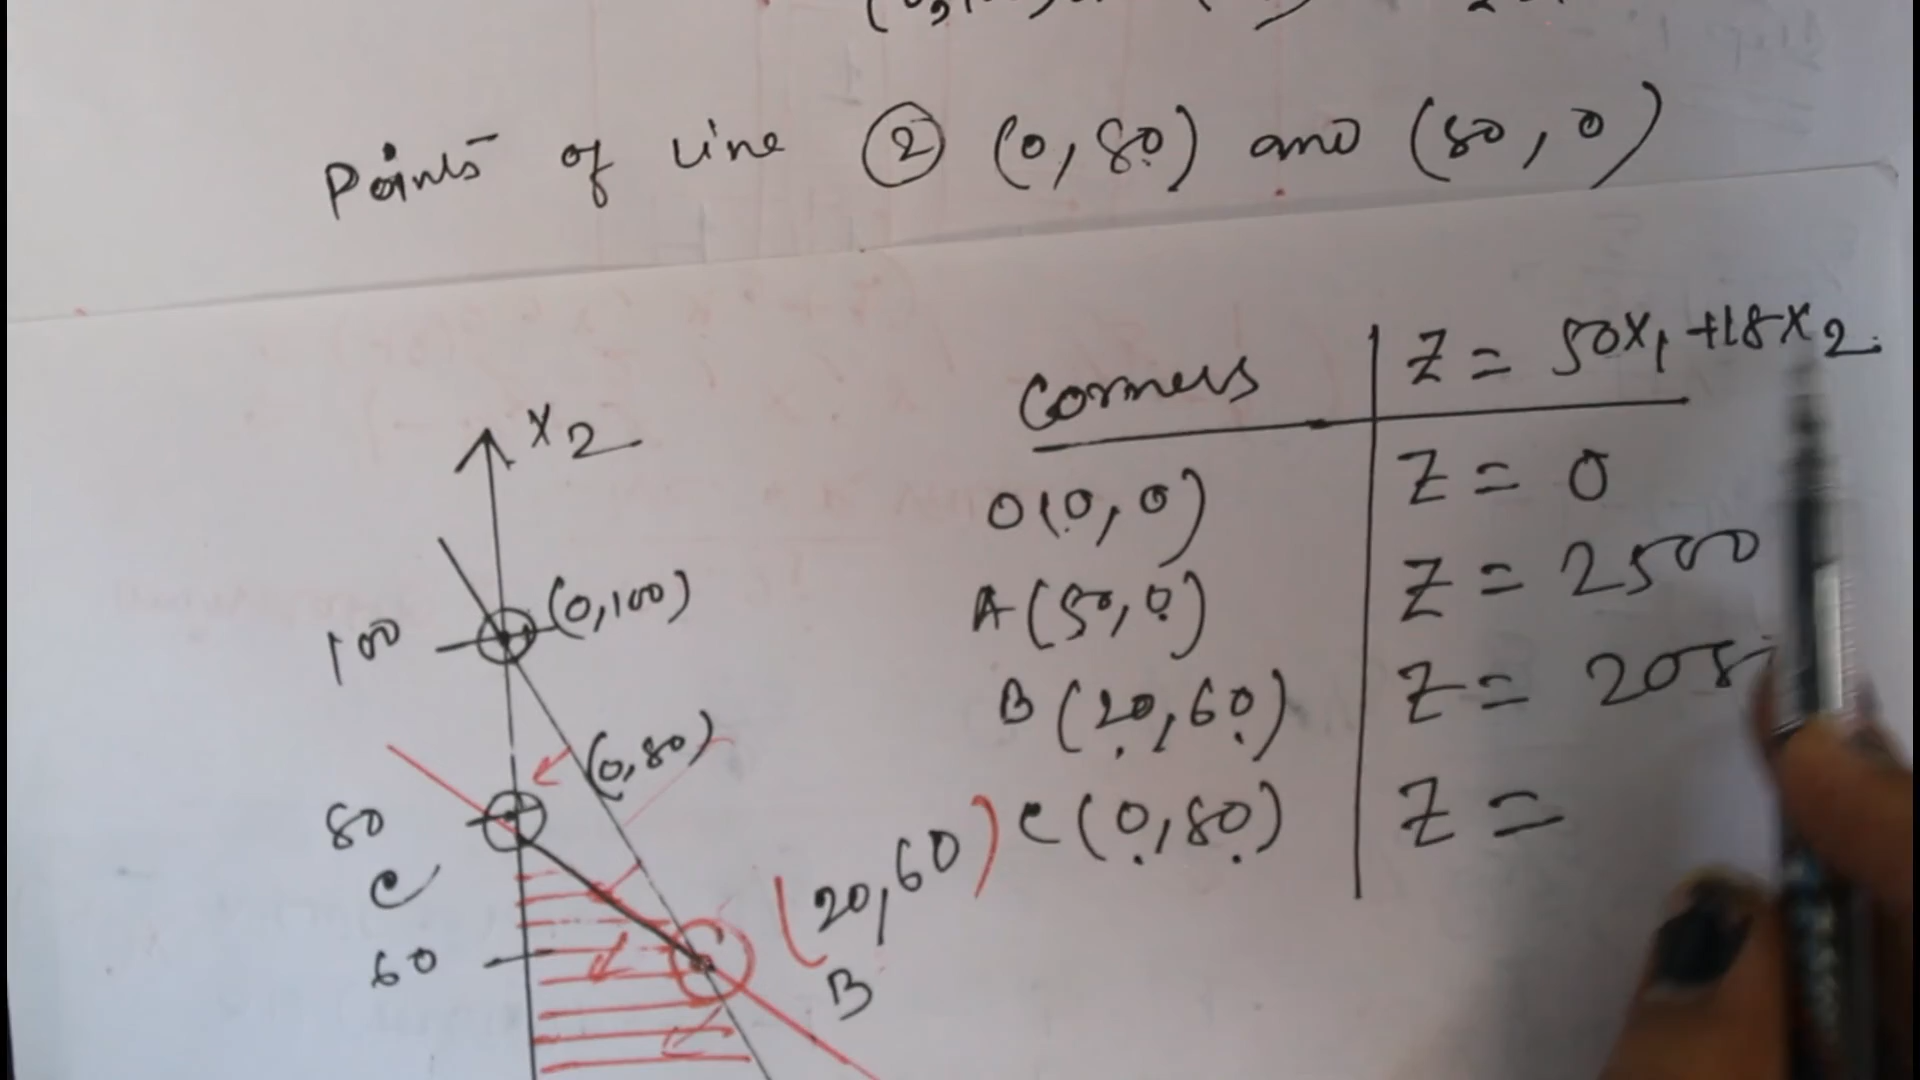 Points of Line ② (0,80) and (80,0)
Corners Z = 50x1+18x2
O(0,0) Z = 0
A(50,0) Z = 2500
B(20,60) Z = 208
C(0,80) Z =
x2
(0,100)
100
(0,80)
80
C
(20,60)
60
B